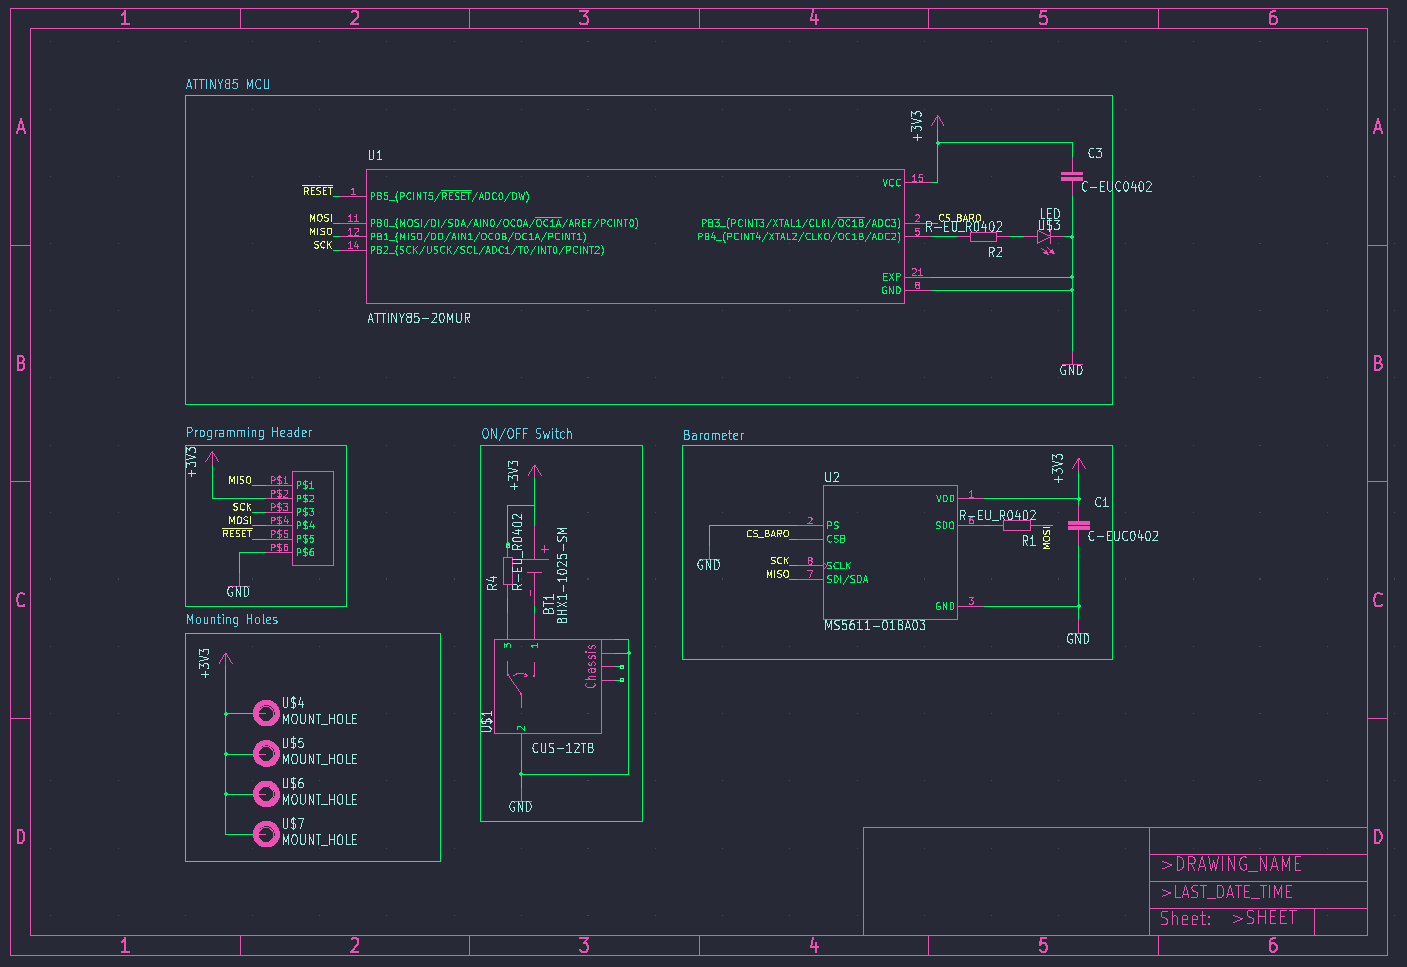 1 2 3 4 5 6
A A
B B
C C
D D
ATTINY85 MCU
U1
RESET 1 PB5_(PCINT5/RESET/ADC0/DW)
MOSI 11 PB0_(MOSI/DI/SDA/AIN0/OC0A/OC1A/AREF/PCINT0)
MISO 12 PB1_(MISO/DO/AIN1/OC0B/OC1A/PCINT1)
SCK 14 PB2_(SCK/USCK/SCL/ADC1/T0/INT0/PCINT2)
VCC 15
PB3_(PCINT3/XTAL1/CLKI/OC1B/ADC3) 2 CS_BARO
PB4_(PCINT4/XTAL2/CLKO/OC1B/ADC2) 5
EXP 21
GND 8
ATTINY85-20MUR
+3V3
C3
C-EUC0402
LED
U$3
R-EU_R0402
R2
GND
Programming Header
+3V3
MISO P$1 P$1
P$2 P$2
SCK P$3 P$3
MOSI P$4 P$4
RESET P$5 P$5
P$6 P$6
GND
ON/OFF Switch
+3V3
R4
R-EU_R0402
+
-
BT1
BHX1-1025-SM
3 1
Chassis
2
U$1
CUS-12TB
GND
Barometer
U2
+3V3
2 PS
CS_BARO CSB
SCK 8 SCLK
MISO 7 SDI/SDA
VDD 1
SDO 6
GND 3
MS5611-01BA03
GND
R-EU_R0402
R1
MOSI
C1
C-EUC0402
GND
Mounting Holes
+3V3
U$4
MOUNT_HOLE
U$5
MOUNT_HOLE
U$6
MOUNT_HOLE
U$7
MOUNT_HOLE
>DRAWING_NAME
>LAST_DATE_TIME
Sheet: >SHEET
1 2 3 4 5 6